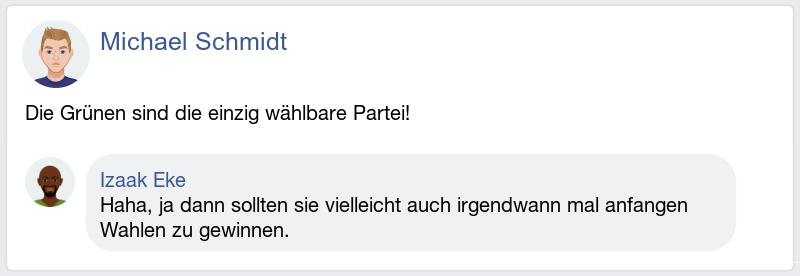 Michael Schmidt
Die Grünen sind die einzig wählbare Partei!
Izaak Eke
Haha, ja dann sollten sie vielleicht auch irgendwann mal anfangen
Wahlen zu gewinnen.